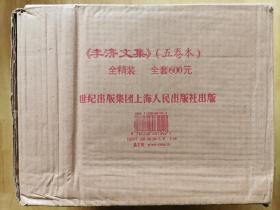 《李济文集》(五卷本)
全精装 全套600元
世纪出版集团上海人民出版社出版